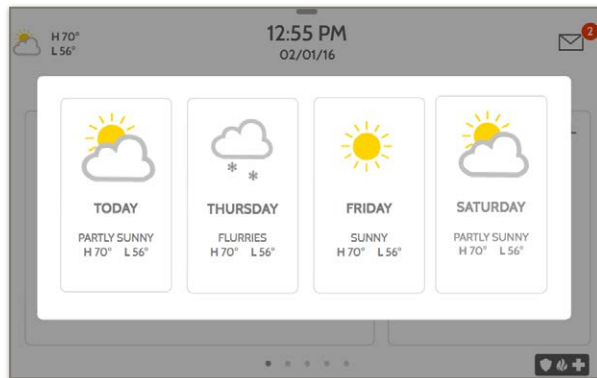 H 70°
L 56°
12:55 PM
02/01/16
2
TODAY
PARTLY SUNNY
H 70° L 56°
THURSDAY
FLURRIES
H 70° L 56°
FRIDAY
SUNNY
H 70° L 56°
SATURDAY
PARTLY SUNNY
H 70° L 56°